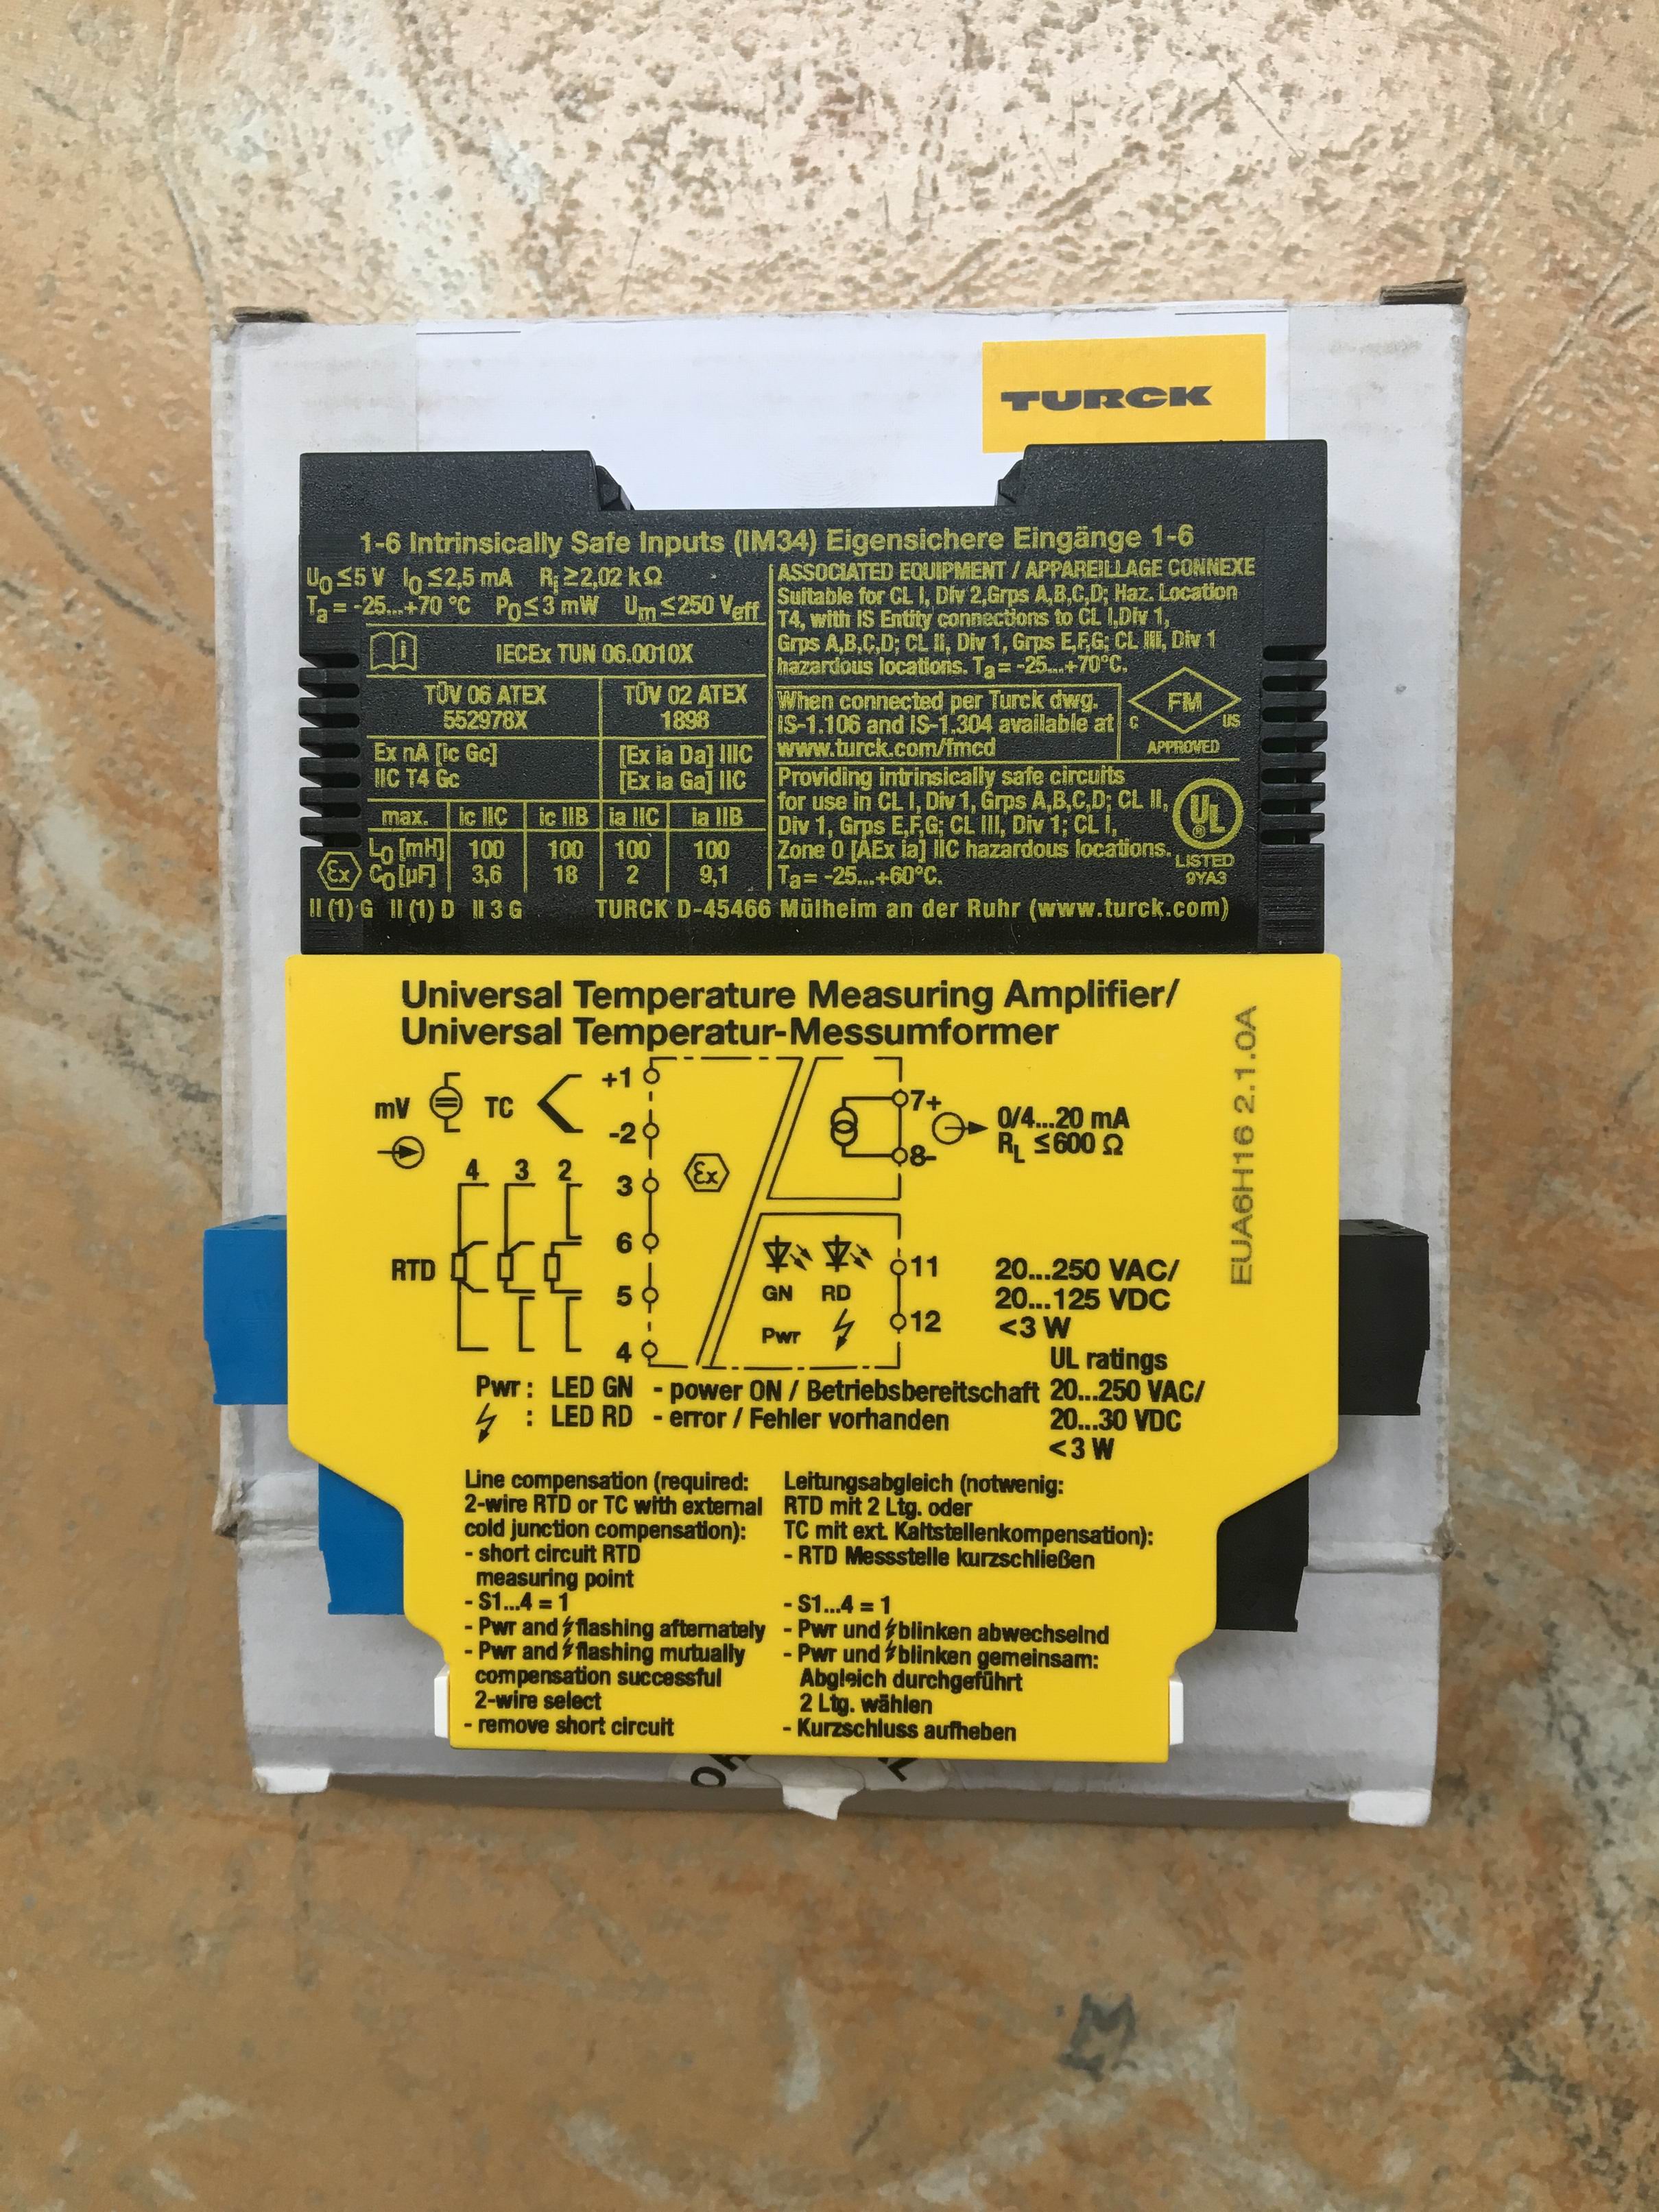 TURCK
1-6 Intrinsically Safe Inputs (IM34) Eigensichere Eingänge 1-6
U0 ≤5 V I0 ≤2,5 mA Ri ≥2,02 k Ω
Ta = -25...+70 °C P0 ≤ 3 mW Um ≤250 Veff
IECEx TUN 06.0010X
TÜV 06 ATEX
552978X
TÜV 02 ATEX
1898
Ex nA [ic Gc]
IIC T4 Gc
[Ex ia Da] IIIC
[Ex ia Ga] IIC
max. ic IIC ic IIB ia IIC ia IIB
L0 [mH] 100 100 100 100
Ex C0 [µF] 3,6 18 2 9,1
II (1) G II (1) D II 3 G
ASSOCIATED EQUIPMENT / APPAREILLAGE CONNEXE
Suitable for CL I, Div 2,Grps A,B,C,D; Haz. Location
T4, with IS Entity connections to CL I,Div 1,
Grps A,B,C,D; CL II, Div 1, Grps E,F,G; CL III, Div 1
hazardous locations. Ta = -25...+70°C.
When connected per Turck dwg.
IS-1.106 and IS-1.304 available at
www.turck.com/fmcd
FM
C US
APPROVED
Providing intrinsically safe circuits
for use in CL I, Div 1, Grps A,B,C,D; CL II,
Div 1, Grps E,F,G; CL III, Div 1; CL I,
Zone 0 [AEx ia] IIC hazardous locations.
Ta = -25...+60°C.
UL
®
LISTED
9YA3
TURCK D-45466 Mülheim an der Ruhr (www.turck.com)
Universal Temperature Measuring Amplifier/
Universal Temperatur-Messumformer
EUA6H16 2.1.0A
mV TC +1
-2
4 3 2 3
6
RTD
5
4
Ex
7+
8-
0/4...20 mA
RL ≤600 Ω
GN RD
Pwr
11
12
20...250 VAC/
20...125 VDC
<3 W
UL ratings
20...250 VAC/
20...30 VDC
<3 W
Pwr : LED GN - power ON / Betriebsbereitschaft
: LED RD - error / Fehler vorhanden
Line compensation (required:
2-wire RTD or TC with external
cold junction compensation):
- short circuit RTD
measuring point
- S1...4 = 1
- Pwr and flashing afternately
- Pwr and flashing mutually
compensation successful
2-wire select
- remove short circuit
Leitungsabgleich (notwenig:
RTD mit 2 Ltg. oder
TC mit ext. Kaltstellenkompensation):
- RTD Messstelle kurzschließen
- S1...4 = 1
- Pwr und blinken abwechselnd
- Pwr und blinken gemeinsam:
Abgleich durchgeführt
2 Ltg. wählen
- Kurzschluss aufheben